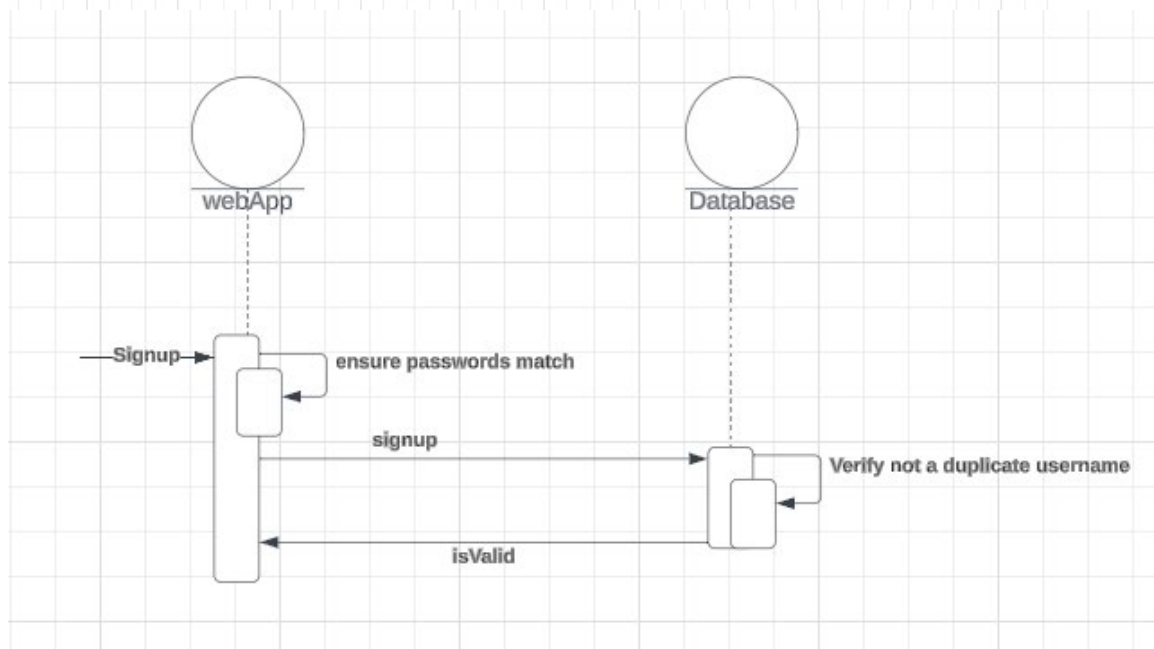 webApp
Database
Signup
ensure passwords match
signup
Verify not a duplicate username
isValid